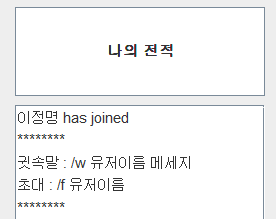 나의 전적
이정명 has joined
********
귓속말 : /w 유저이름 메세지
초대 : /f 유저이름
********